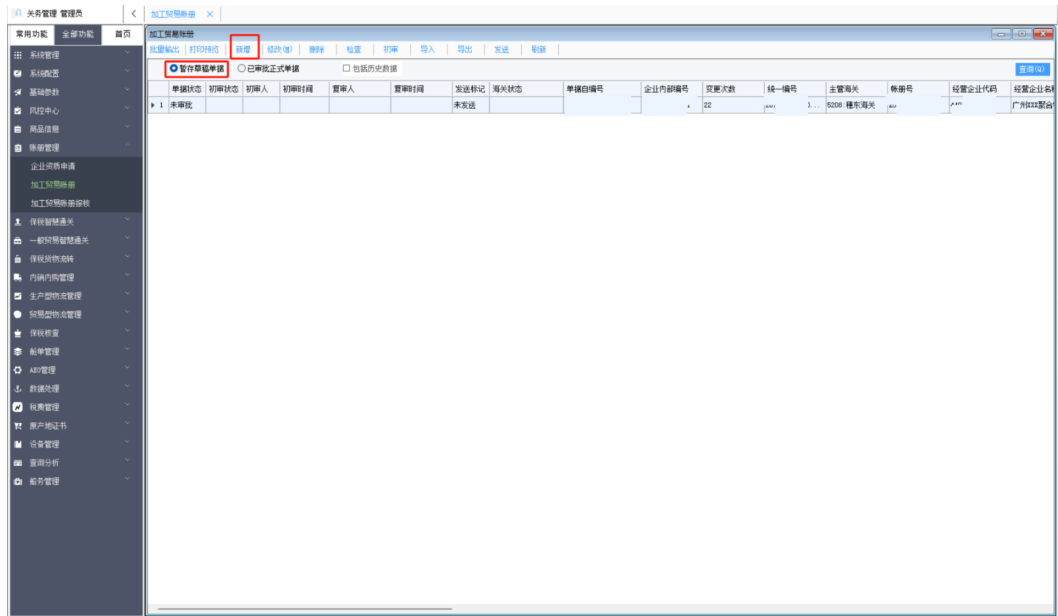 关务管理 管理员
加工贸易账册
常用功能 全部功能 首页
加工贸易账册
批量输出 打印预览 新增 修改(M) 删除 检查 初审 导入 导出 发送 刷新
暂存草稿单据 已审批正式单据 包括历史数据 查询(Q)
单据状态 初审状态 初审人 初审时间 复审人 复审时间 发送标记 海关状态 单据自编号 企业内部编号 变更次数 统一编号 主管海关 帐册号 经营企业代码 经营企业名称
1 未审批 未发送 22 5208 穗东海关 广州XXX聚合
系统管理
系统配置
基础参数
风控中心
商品信息
账册管理
企业资质申请
加工贸易账册
加工贸易账册报核
保税智慧通关
一般贸易智慧通关
保税货物流转
内销内购管理
生产型物流管理
贸易型物流管理
保税核查
舱单管理
AEO管理
数据处理
税费管理
原产地证书
设备管理
查询分析
船务管理